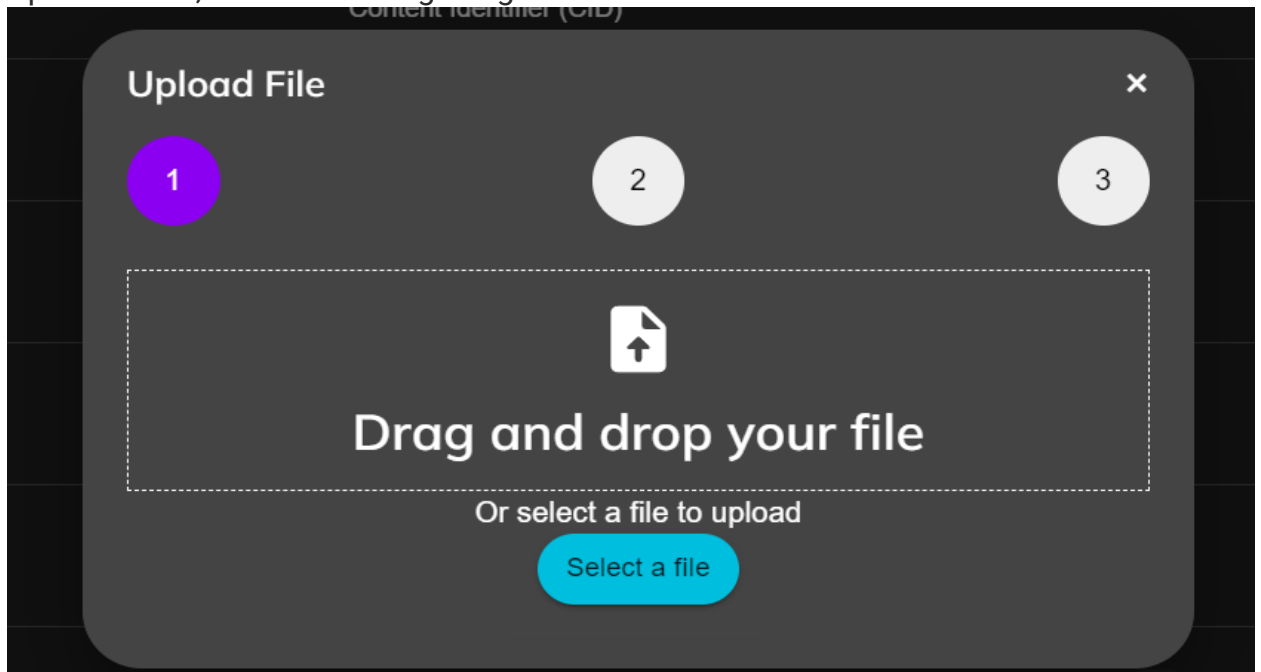 Content Identifier (CID)
Upload File ×
1 2 3
Drag and drop your file
Or select a file to upload
Select a file